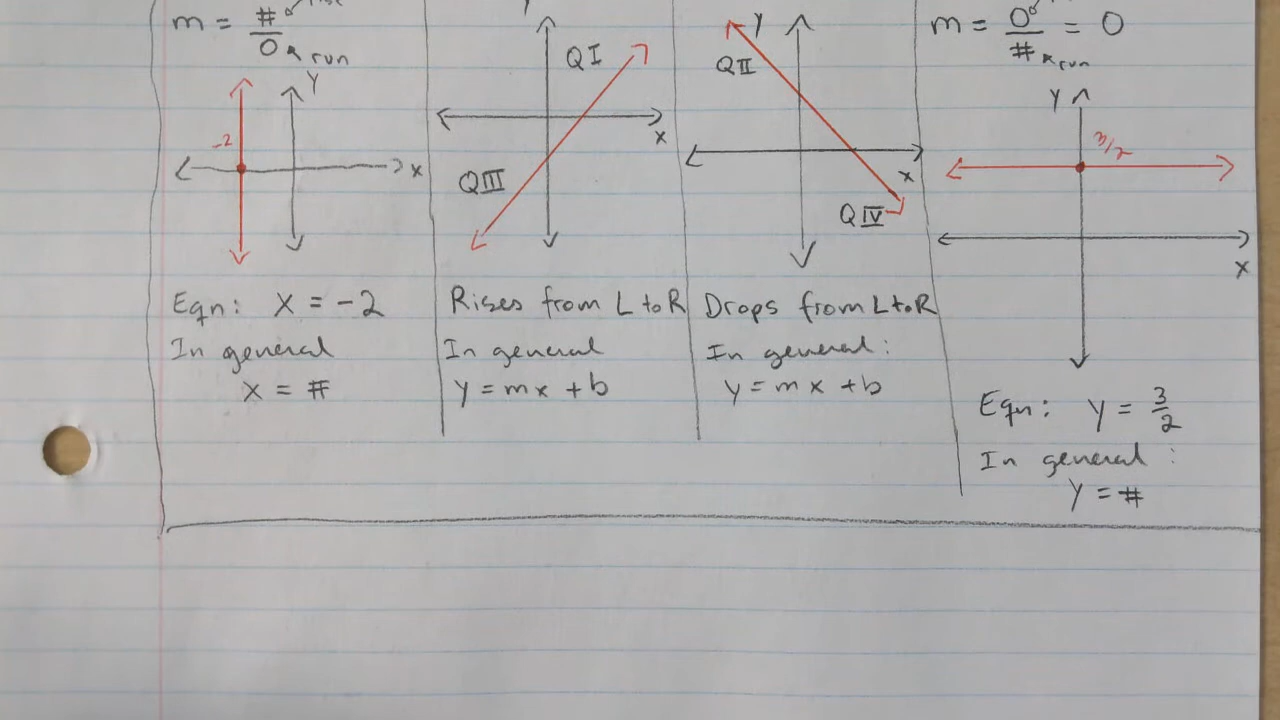 m = #/0 run
Y
-2
X
Eqn: X = -2
In general
X = #
Y
QI
X
QIII
Rises from L to R
In general
Y = mx + b
Y
QII
X
QIV
Drops from L to R
In general:
Y = mx + b
m = 0/# = 0
run
Y
3/2
X
Eqn: Y = 3/2
In general:
Y = #